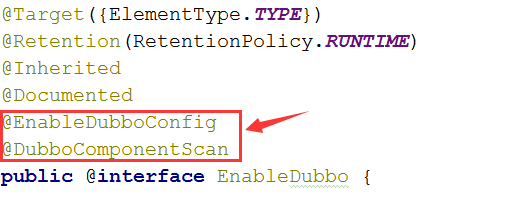 @Target({ElementType.TYPE})
@Retention(RetentionPolicy.RUNTIME)
@Inherited
@Documented
@EnableDubboConfig
@DubboComponentScan
public @interface EnableDubbo {